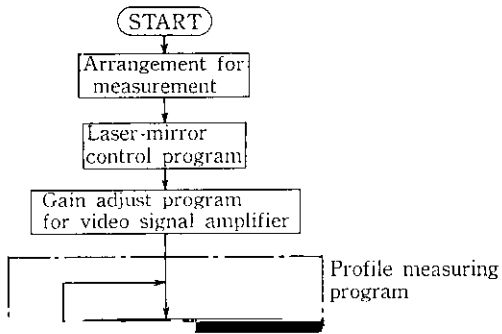 START
Arrangement for
measurement
Laser-mirror
control program
Gain adjust program
for video signal amplifier
Profile measuring
program